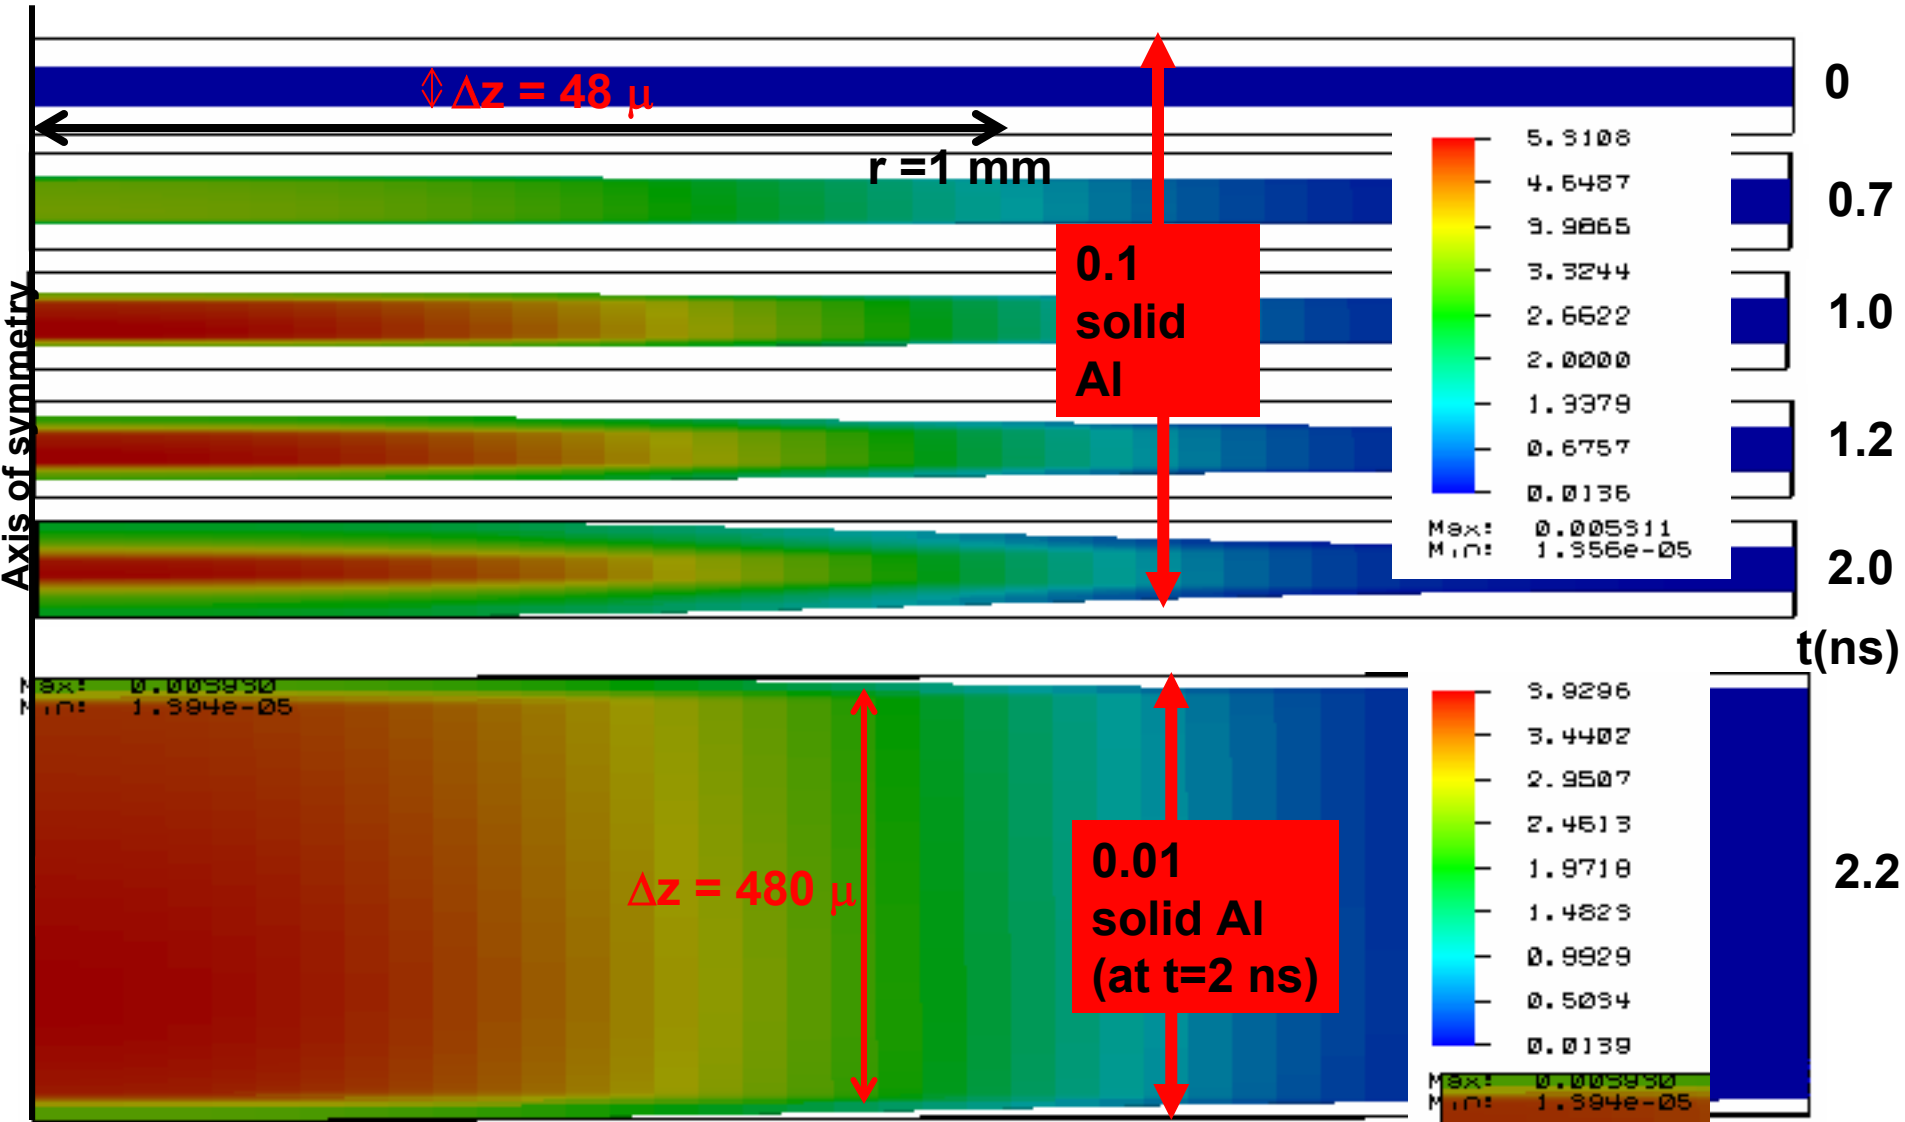 0
Δz = 48 μ
r =1 mm
0.7
1.0
1.2
2.0
t(ns)
2.2
Axis of symmetry
0.1
solid
Al
5.3108
4.6487
3.9865
3.3244
2.6622
2.0000
1.3379
0.6757
0.0136
Max: 0.005311
Min: 1.356e-05
Max: 0.003930
Min: 1.394e-05
Δz = 480 μ
0.01
solid Al
(at t=2 ns)
3.9296
3.4402
2.9507
2.4613
1.9718
1.4823
0.9929
0.5034
0.0139
Max: 0.003930
Min: 1.394e-05